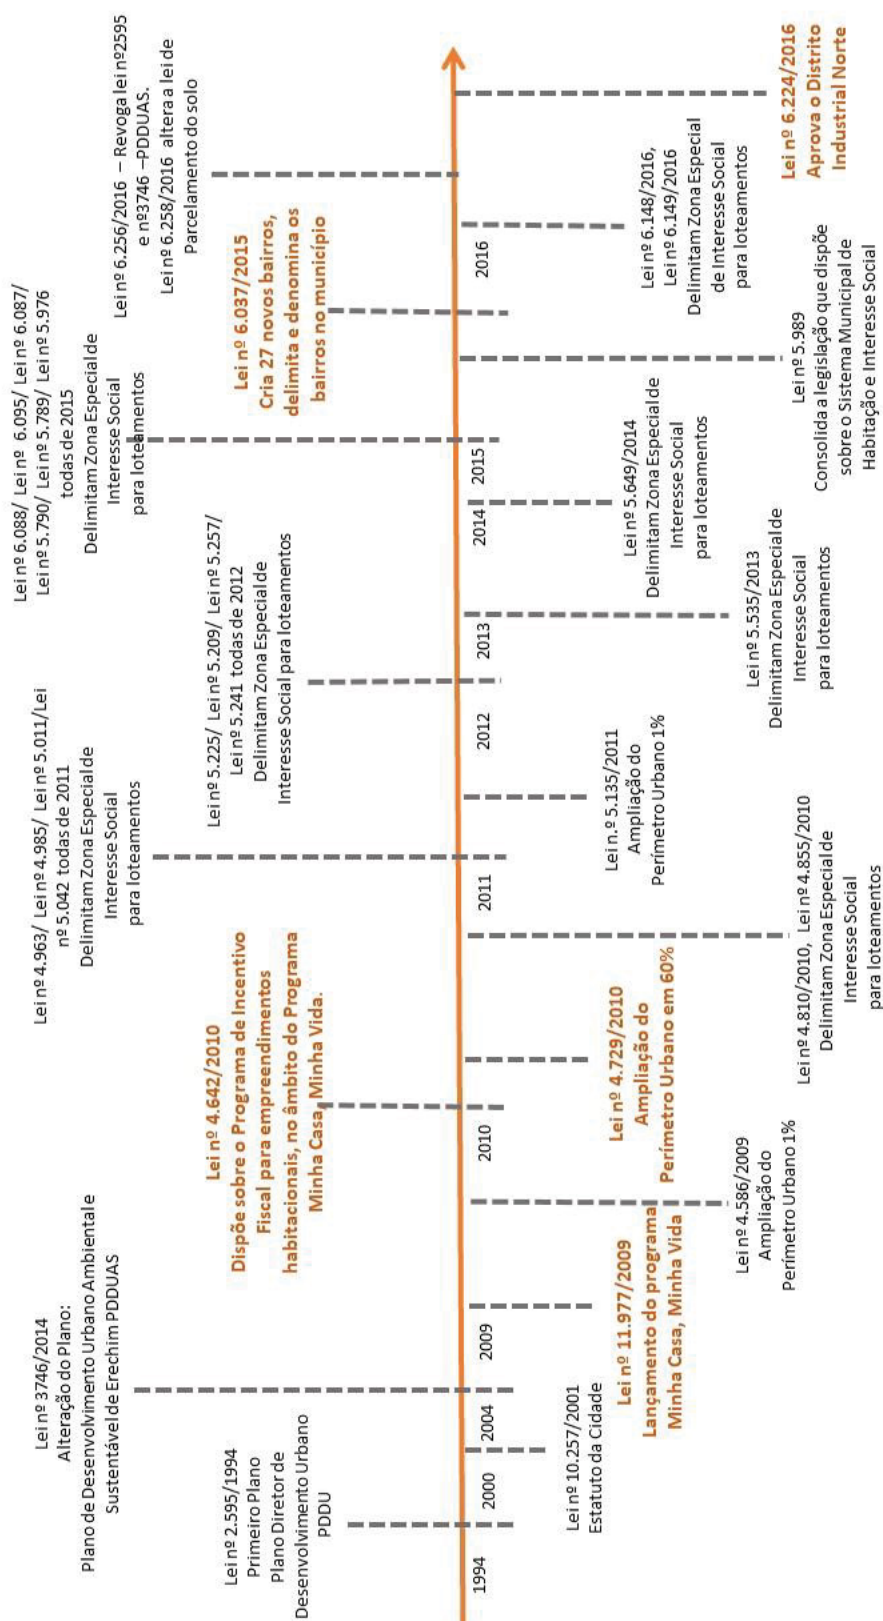 Lei nº 3746/2014
Alteração do Plano:
Plano de Desenvolvimento Urbano Ambiental e
Sustentável de Erechim PDDUAS
Lei nº 2.595/1994
Primeiro Plano
Plano Diretor de
Desenvolvimento Urbano
PDDU
Lei nº 4.642/2010
Dispõe sobre o Programa de Incentivo
Fiscal para empreendimentos
habitacionais, no âmbito do Programa
Minha Casa, Minha Vida.
Lei nº 4.963/ Lei nº 4.985/ Lei nº 5.011/Lei
nº 5.042 todas de 2011
Delimitam Zona Especial de
Interesse Social
para loteamentos
Lei nº 5.225/ Lei nº 5.209/ Lei nº 5.257/
Lei nº 5.241 todas de 2012
Delimitam Zona Especial de
Interesse Social para loteamentos
Lei nº 6.088/ Lei nº 6.095/ Lei nº 6.087/
Lei nº 5.790/ Lei nº 5.789/ Lei nº 5.976
todas de 2015
Delimitam Zona Especial de
Interesse Social
para loteamentos
Lei nº 6.037/2015
Cria 27 novos bairros,
delimita e denomina os
bairros no município
Lei nº 6.256/2016 – Revoga lei nº2595
e nº3746 –PDDUAS.
Lei nº 6.258/2016 altera a lei de
Parcelamento do solo
1994
2000
2004
2009
2010
2011
2012
2013
2014
2015
2016
Lei nº 10.257/2001
Estatuto da Cidade
Lei nº 11.977/2009
Lançamento do programa
Minha Casa, Minha Vida
Lei nº 4.586/2009
Ampliação do
Perímetro Urbano 1%
Lei nº 4.729/2010
Ampliação do
Perímetro Urbano em 60%
Lei nº 4.810/2010, Lei nº 4.855/2010
Delimitam Zona Especial de
Interesse Social
para loteamentos
Lei n.º 5.135/2011
Ampliação do
Perímetro Urbano 1%
Lei nº 5.535/2013
Delimitam Zona Especial de
Interesse Social
para loteamentos
Lei nº 5.649/2014
Delimitam Zona Especial de
Interesse Social
para loteamentos
Lei nº 5.989
Consolida a legislação que dispõe
sobre o Sistema Municipal de
Habitação e Interesse Social
Lei nº 6.148/2016,
Lei nº 6.149/2016
Delimitam Zona Especial
de Interesse Social
para loteamentos
Lei nº 6.224/2016
Aprova o Distrito
Industrial Norte